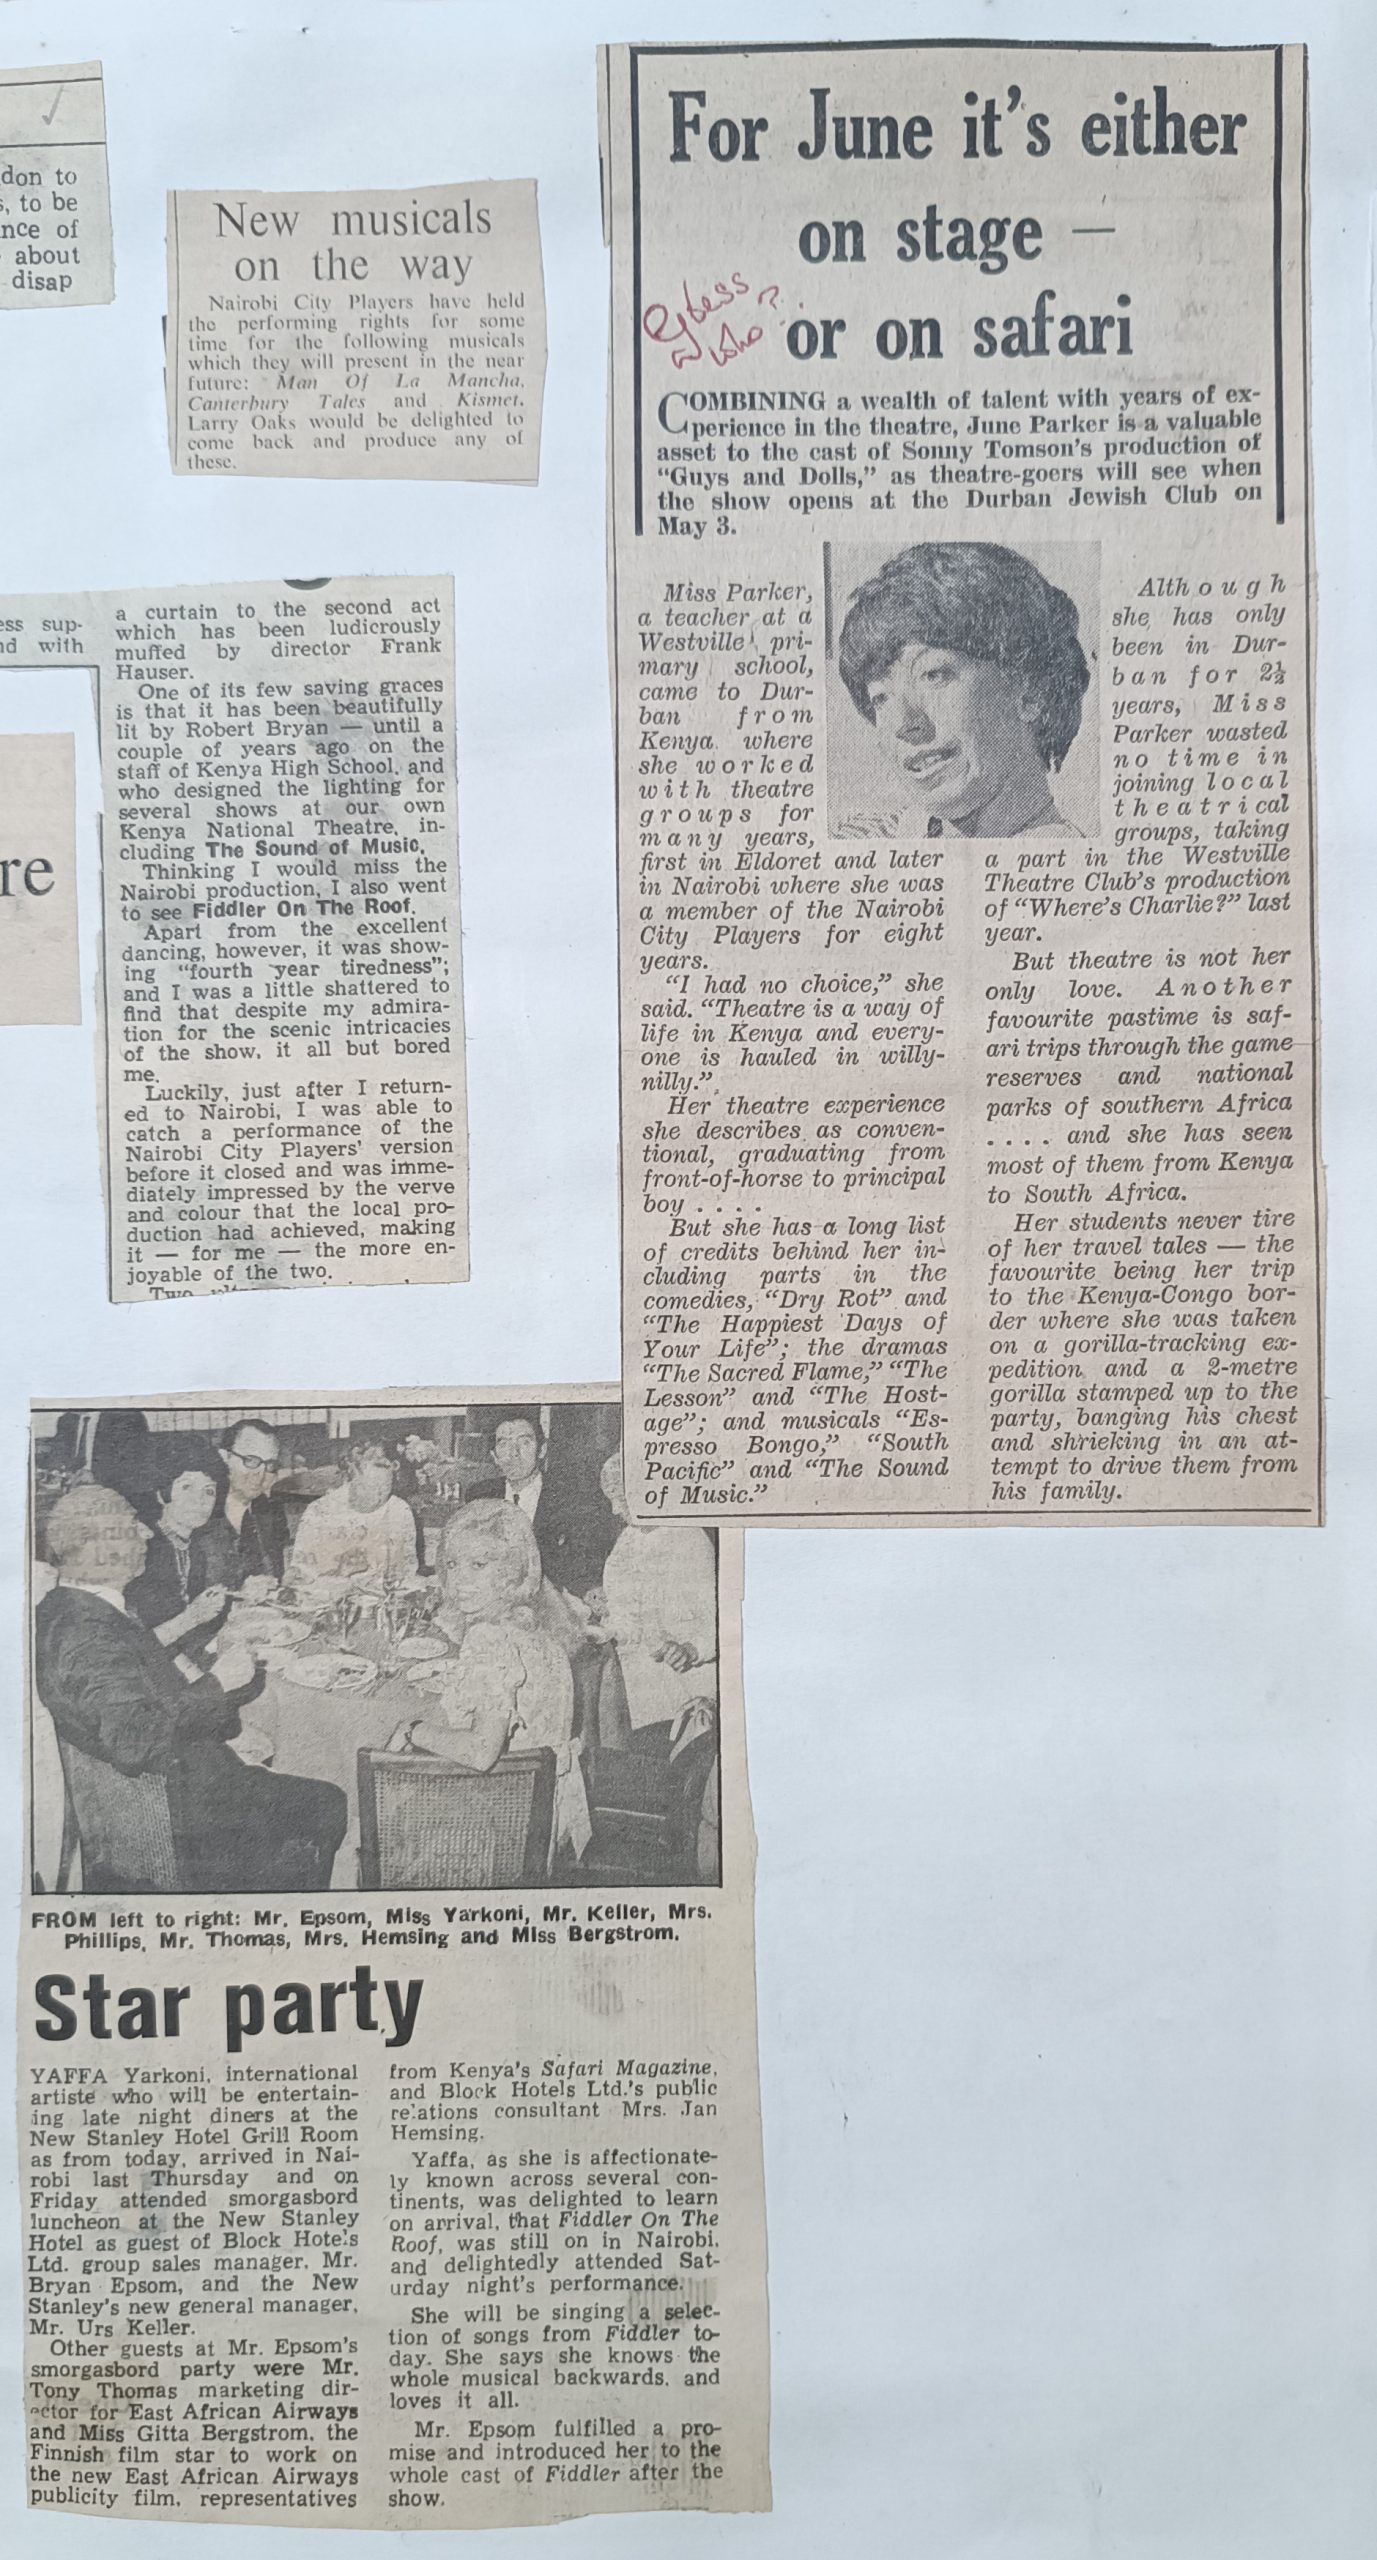 don to
s, to be
nce of
about
disap
New musicals
on the way
Nairobi City Players have held
the performing rights for some
time for the following musicals
which they will present in the near
future: Man Of La Mancha,
Canterbury Tales and Kismet.
Larry Oaks would be delighted to
come back and produce any of
these.
ess sup-
nd with
re
a curtain to the second act
which has been ludicrously
muffed by director Frank
Hauser.
One of its few saving graces
is that it has been beautifully
lit by Robert Bryan — until a
couple of years ago on the
staff of Kenya High School, and
who designed the lighting for
several shows at our own
Kenya National Theatre, in-
cluding The Sound of Music.
Thinking I would miss the
Nairobi production, I also went
to see Fiddler On The Roof.
Apart from the excellent
dancing, however, it was show-
ing "fourth year tiredness";
and I was a little shattered to
find that despite my admira-
tion for the scenic intricacies
of the show, it all but bored
me.
Luckily, just after I return-
ed to Nairobi, I was able to
catch a performance of the
Nairobi City Players' version
before it closed and was imme-
diately impressed by the verve
and colour that the local pro-
duction had achieved, making
it — for me — the more en-
joyable of the two.
Two
For June it's either
on stage —
or on safari
Guess
who?
COMBINING a wealth of talent with years of ex-
perience in the theatre, June Parker is a valuable
asset to the cast of Sonny Tomson's production of
"Guys and Dolls," as theatre-goers will see when
the show opens at the Durban Jewish Club on
May 3.
Miss Parker,
a teacher at a
Westville pri-
mary school,
came to Dur-
ban from
Kenya where
she worked
with theatre
groups for
many years,
first in Eldoret and later
in Nairobi where she was
a member of the Nairobi
City Players for eight
years.
"I had no choice," she
said. "Theatre is a way of
life in Kenya and every-
one is hauled in willy-
nilly."
Her theatre experience
she describes as conven-
tional, graduating from
front-of-horse to principal
boy . . . .
But she has a long list
of credits behind her in-
cluding parts in the
comedies, "Dry Rot" and
"The Happiest Days of
Your Life"; the dramas
"The Sacred Flame," "The
Lesson" and "The Host-
age"; and musicals "Es-
presso Bongo," "South
Pacific" and "The Sound
of Music."
Although
she has only
been in Dur-
ban for 2½
years, Miss
Parker wasted
no time in
joining local
theatrical
groups, taking
a part in the Westville
Theatre Club's production
of "Where's Charlie?" last
year.
But theatre is not her
only love. Another
favourite pastime is saf-
ari trips through the game
reserves and national
parks of southern Africa
. . . . and she has seen
most of them from Kenya
to South Africa.
Her students never tire
of her travel tales — the
favourite being her trip
to the Kenya-Congo bor-
der where she was taken
on a gorilla-tracking ex-
pedition and a 2-metre
gorilla stamped up to the
party, banging his chest
and shrieking in an at-
tempt to drive them from
his family.
FROM left to right: Mr. Epsom, Miss Yarkoni, Mr. Keller, Mrs.
Phillips, Mr. Thomas, Mrs. Hemsing and Miss Bergstrom.
Star party
YAFFA Yarkoni, international
artiste who will be entertain-
ing late night diners at the
New Stanley Hotel Grill Room
as from today, arrived in Nai-
robi last Thursday and on
Friday attended smorgasbord
luncheon at the New Stanley
Hotel as guest of Block Hotels
Ltd. group sales manager, Mr.
Bryan Epsom, and the New
Stanley's new general manager,
Mr. Urs Keller.
Other guests at Mr. Epsom's
smorgasbord party were Mr.
Tony Thomas marketing dir-
ector for East African Airways
and Miss Gitta Bergstrom, the
Finnish film star to work on
the new East African Airways
publicity film, representatives
from Kenya's Safari Magazine,
and Block Hotels Ltd.'s public
relations consultant Mrs. Jan
Hemsing.
Yaffa, as she is affectionate-
ly known across several con-
tinents, was delighted to learn
on arrival, that Fiddler On The
Roof, was still on in Nairobi,
and delightedly attended Sat-
urday night's performance.
She will be singing a selec-
tion of songs from Fiddler to-
day. She says she knows the
whole musical backwards, and
loves it all.
Mr. Epsom fulfilled a pro-
mise and introduced her to the
whole cast of Fiddler after the
show.